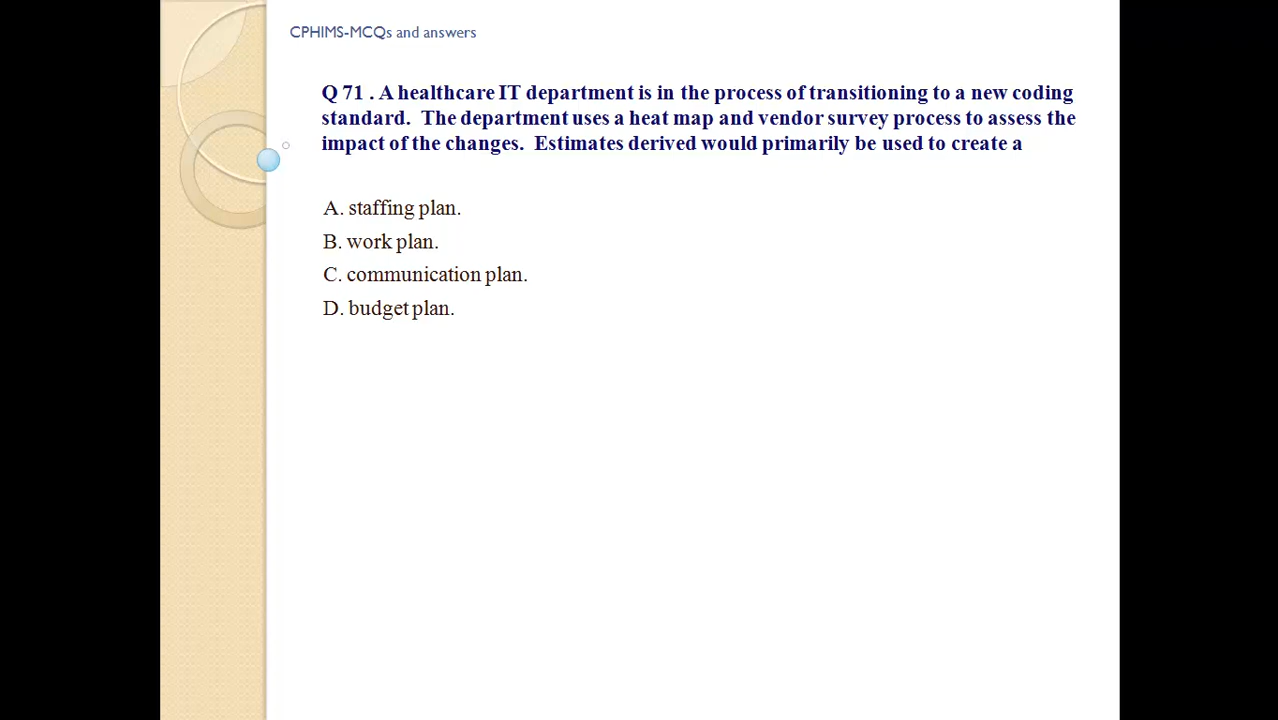 CPHIMS-MCQs and answers
Q 71 . A healthcare IT department is in the process of transitioning to a new coding
standard.  The department uses a heat map and vendor survey process to assess the
impact of the changes.  Estimates derived would primarily be used to create a
A. staffing plan.
B. work plan.
C. communication plan.
D. budget plan.